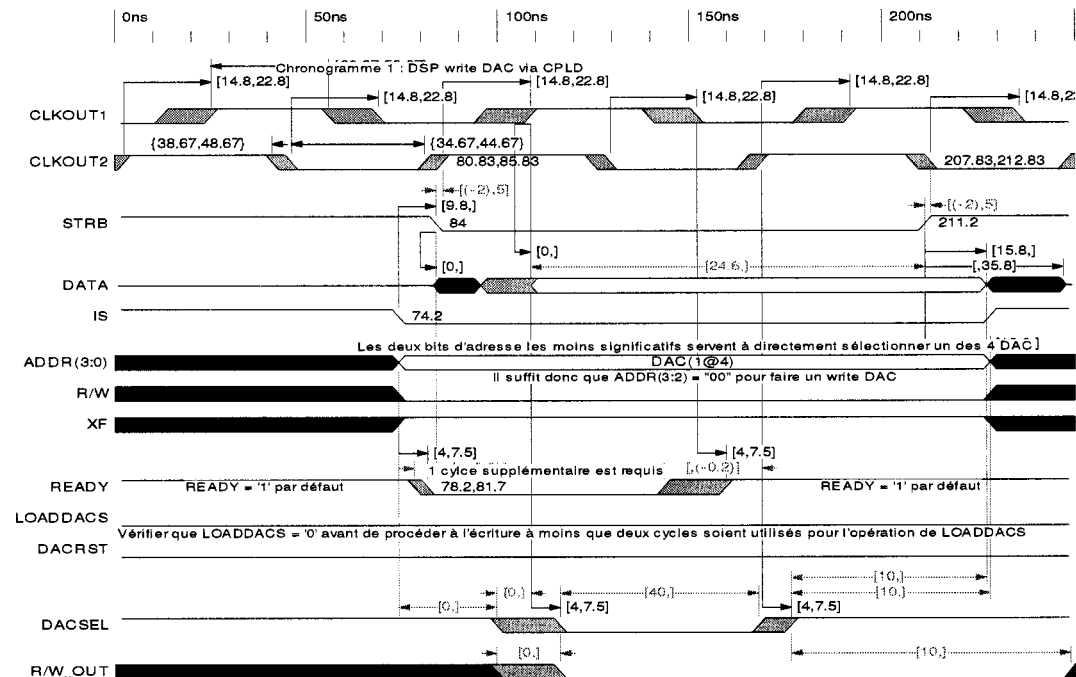 0ns 50ns 100ns 150ns 200ns
Chronogramme 1 : DSP write DAC via CPLD
[14.8,22.8] [14.8,22.8] [14.8,22.8]
[14.8,22.8] [14.8,22.8] [14.8,2
CLKOUT1
{38.67,48.67} {34.67,44.67}
CLKOUT2 80.83,85.83 207.83,212.83
[(-2),5] [(-2),5]
[9.8,]
STRB 84 211.2
[0,] [0,] [24.6,] [15.8,]
[,35.8]
DATA
IS 74.2
Les deux bits d'adresse les moins significatifs servent à directement sélectionner un des 4 DAC ]
ADDR(3:0) DAC(1@4)
Il suffit donc que ADDR(3:2) = "00" pour faire un write DAC
R/W
XF
[4,7.5] [4,7.5]
1 cylce supplémentaire est requis [,(-0.2)]
READY READY = '1' par défaut 78.2,81.7 READY = '1' par défaut
LOADDACS
Vérifier que LOADDACS = '0' avant de procéder à l'écriture à moins que deux cycles soient utilisés pour l'opération de LOADDACS
DACRST
[10,]
[0,] [40,] [10,]
[0,] [4,7.5] [4,7.5]
DACSEL
[0,] [10,]
R/W_OUT